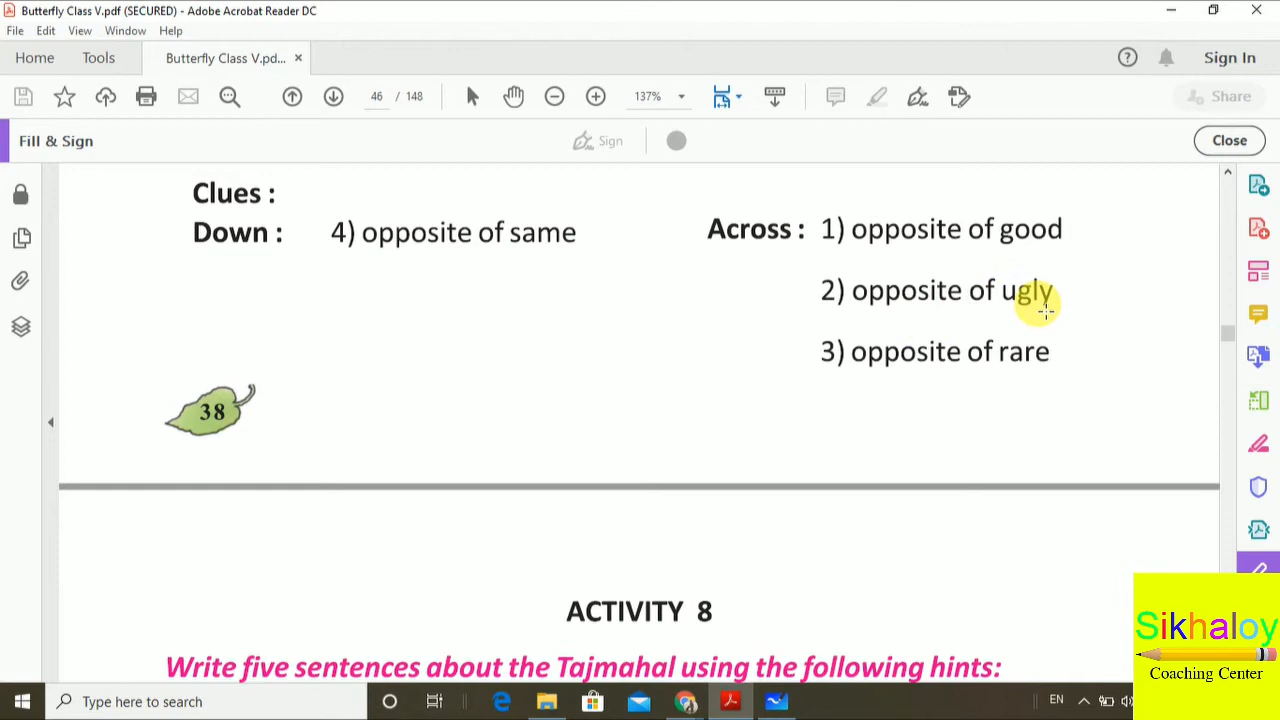 Butterfly Class V.pdf (SECURED) - Adobe Acrobat Reader DC
File Edit View Window Help
Home Tools Butterfly Class V.pd... × Sign In
46 / 148 137% Share
Fill & Sign Sign Close
Clues :
Down : 4) opposite of same Across : 1) opposite of good
2) opposite of ugly
3) opposite of rare
38
ACTIVITY 8
Write five sentences about the Tajmahal using the following hints:
Sikhaloy
Coaching Center
Type here to search EN